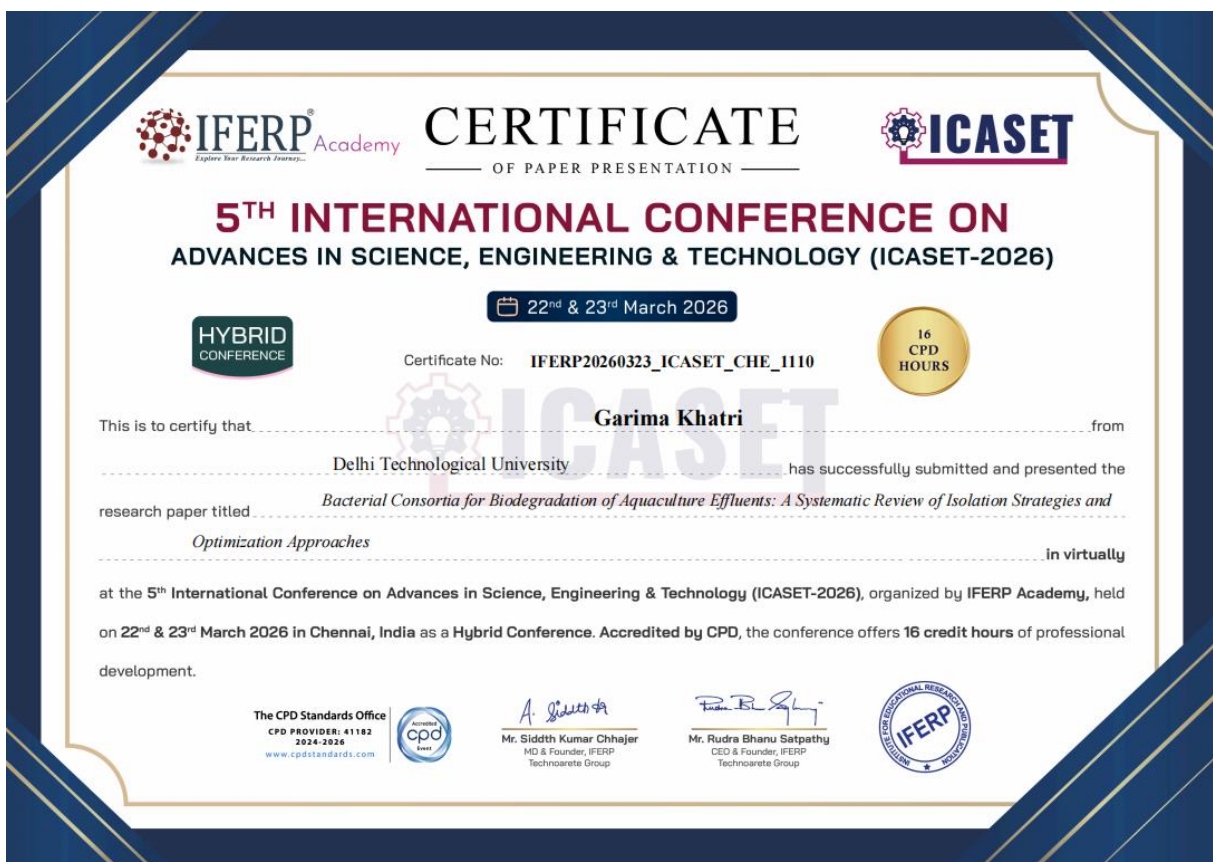 IFERP® Academy
Explore Your Research Journey...
CERTIFICATE
OF PAPER PRESENTATION
ICASET
5TH INTERNATIONAL CONFERENCE ON
ADVANCES IN SCIENCE, ENGINEERING & TECHNOLOGY (ICASET-2026)
22nd & 23rd March 2026
HYBRID
CONFERENCE
16
CPD
HOURS
Certificate No: IFERP20260323_ICASET_CHE_1110
ICASET
This is to certify that Garima Khatri from
Delhi Technological University has successfully submitted and presented the
research paper titled Bacterial Consortia for Biodegradation of Aquaculture Effluents: A Systematic Review of Isolation Strategies and
Optimization Approaches in virtually
at the 5th International Conference on Advances in Science, Engineering & Technology (ICASET-2026), organized by IFERP Academy, held
on 22nd & 23rd March 2026 in Chennai, India as a Hybrid Conference. Accredited by CPD, the conference offers 16 credit hours of professional
development.
The CPD Standards Office
CPD PROVIDER: 41182
2024-2026
www.cpdstandards.com
Accredited
cpd
Event
Mr. Siddth Kumar Chhajer
MD & Founder, IFERP
Technoarete Group
Mr. Rudra Bhanu Satpathy
CEO & Founder, IFERP
Technoarete Group
INSTITUTE FOR EDUCATIONAL RESEARCH AND PUBLICATION
IFERP